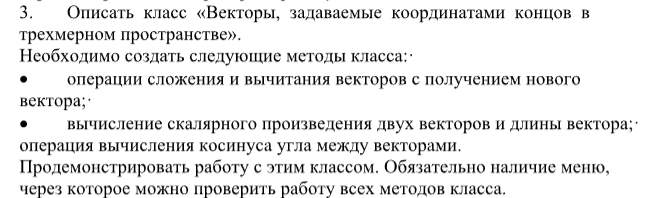 3. Описать класс «Векторы, задаваемые координатами концов в
трехмерном пространстве».
Необходимо создать следующие методы класса:·
• операции сложения и вычитания векторов с получением нового
вектора;·
• вычисление скалярного произведения двух векторов и длины вектора;·
операция вычисления косинуса угла между векторами.
Продемонстрировать работу с этим классом. Обязательно наличие меню,
через которое можно проверить работу всех методов класса.